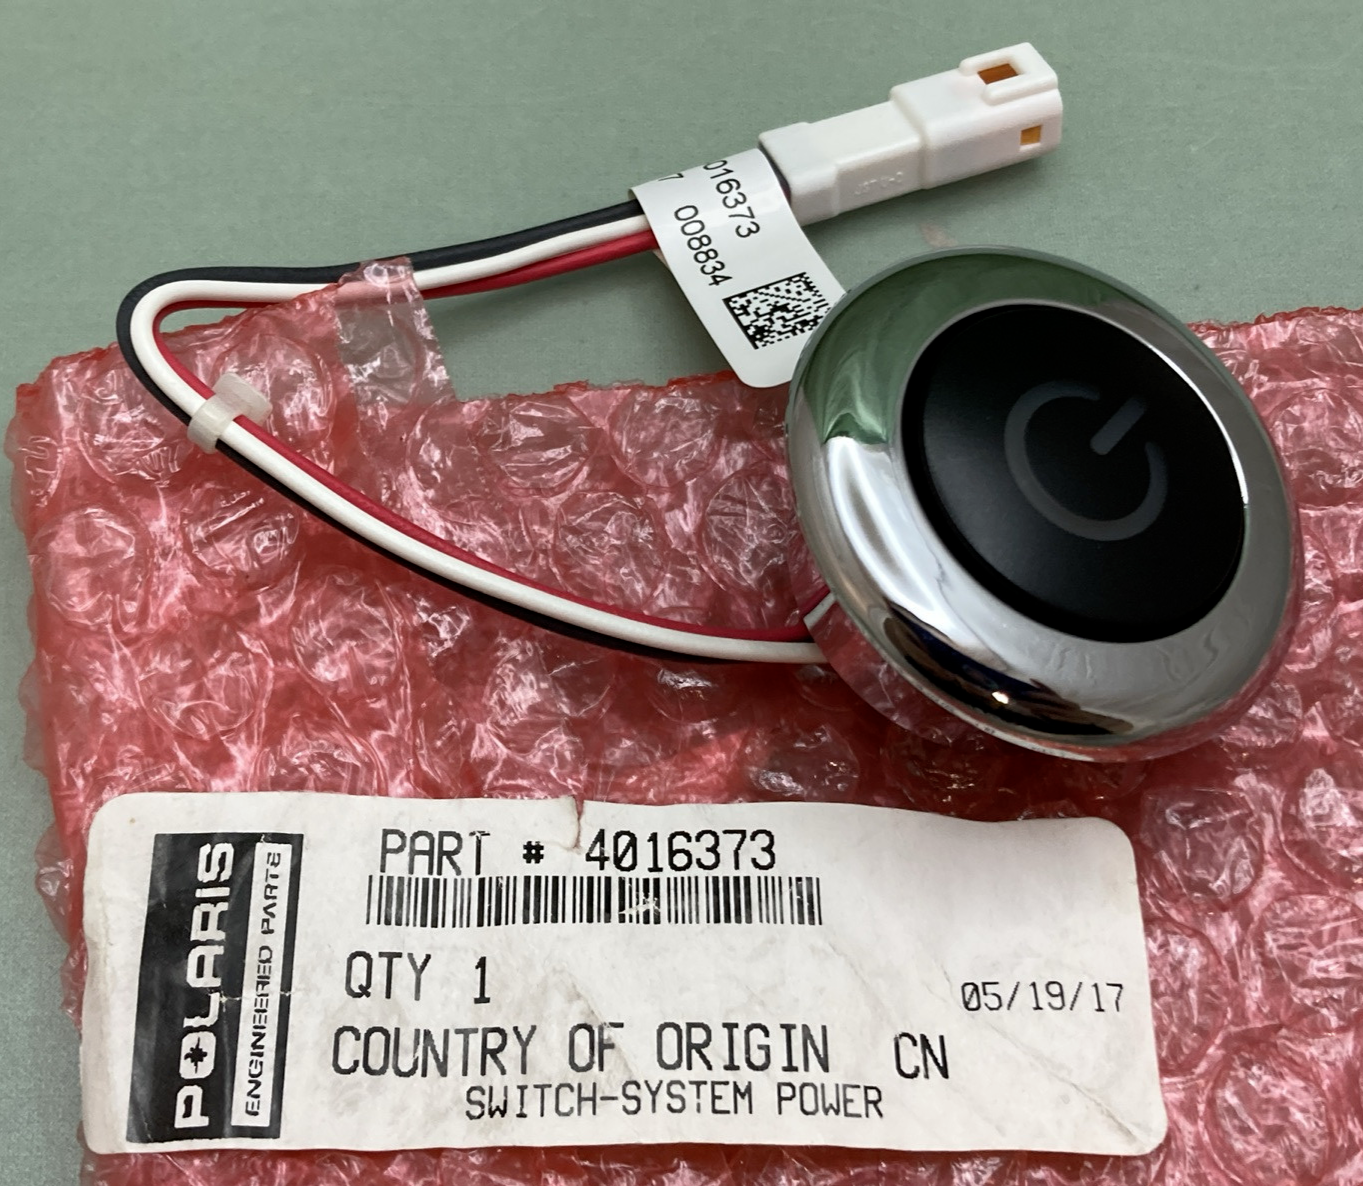 016373
7 008834
PART # 4016373
POLARIS
ENGINEERED PARTS
QTY 1
05/19/17
COUNTRY OF ORIGIN CN
SWITCH-SYSTEM POWER